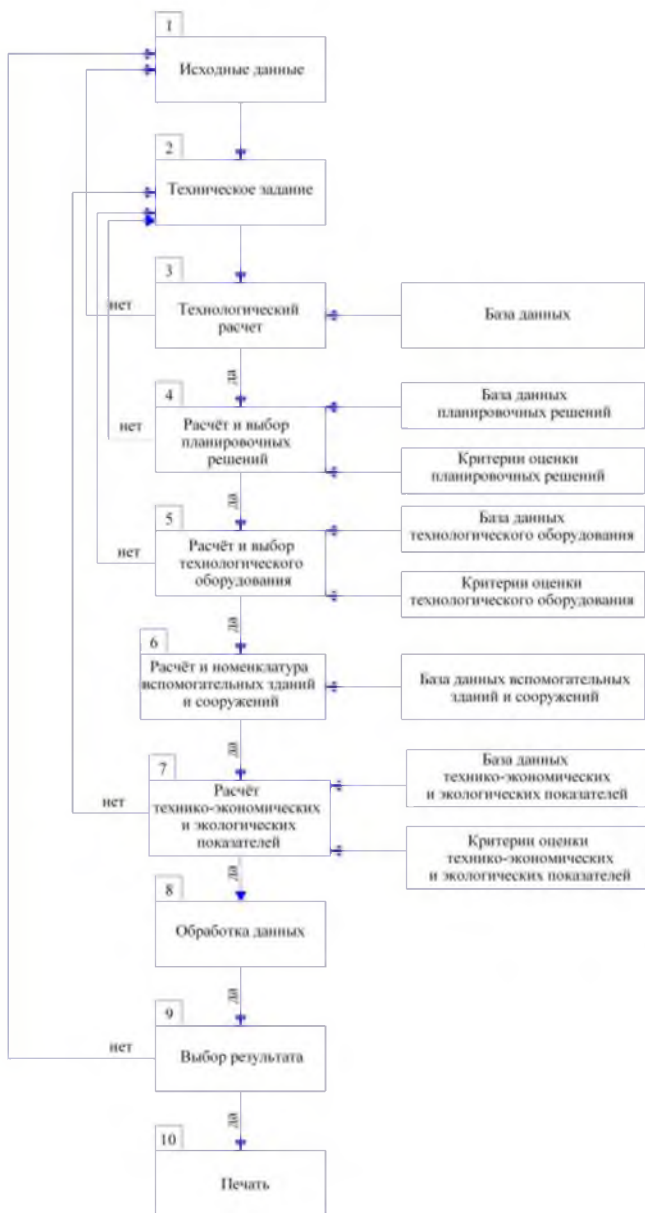 1
Исходные данные
2
Техническое задание
3
нет
Технологический
расчет
База данных
да
4
нет
Расчёт и выбор
планировочных
решений
База данных
планировочных решений
Критерии оценки
планировочных решений
да
5
нет
Расчёт и выбор
технологического
оборудования
База данных
технологического оборудования
Критерии оценки
технологического оборудования
да
6
Расчёт и номенклатура
вспомогательных зданий
и сооружений
База данных вспомогательных
зданий и сооружений
да
7
нет
Расчёт
технико-экономических
и экологических
показателей
База данных
технико-экономических
и экологических показателей
Критерии оценки
технико-экономических
и экологических показателей
да
8
Обработка данных
да
9
нет
Выбор результата
да
10
Печать